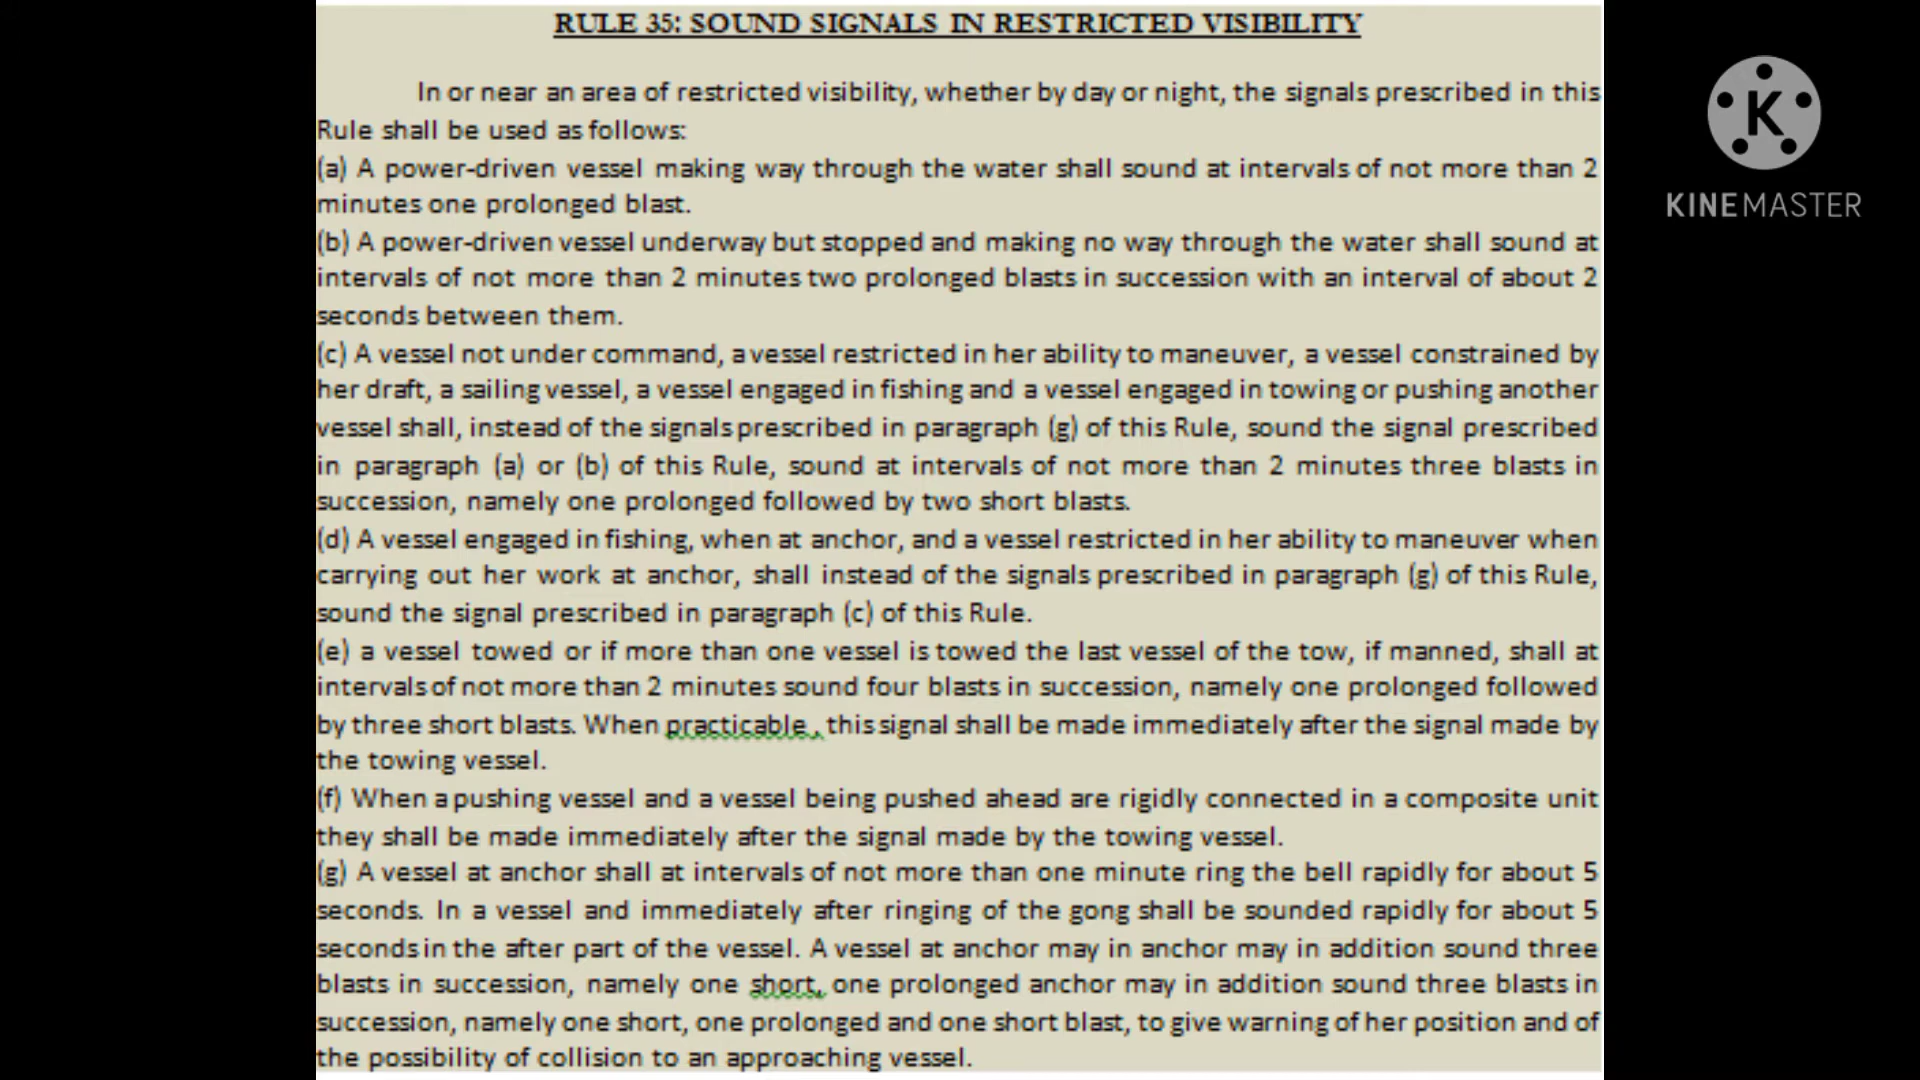 RULE 35: SOUND SIGNALS IN RESTRICTED VISIBILITY
In or near an area of restricted visibility, whether by day or night, the signals prescribed in this
Rule shall be used as follows:
(a) A power-driven vessel making way through the water shall sound at intervals of not more than 2
minutes one prolonged blast.
(b) A power-driven vessel underway but stopped and making no way through the water shall sound at
intervals of not more than 2 minutes two prolonged blasts in succession with an interval of about 2
seconds between them.
(c) A vessel not under command, a vessel restricted in her ability to maneuver, a vessel constrained by
her draft, a sailing vessel, a vessel engaged in fishing and a vessel engaged in towing or pushing another
vessel shall, instead of the signals prescribed in paragraph (g) of this Rule, sound the signal prescribed
in paragraph (a) or (b) of this Rule, sound at intervals of not more than 2 minutes three blasts in
succession, namely one prolonged followed by two short blasts.
(d) A vessel engaged in fishing, when at anchor, and a vessel restricted in her ability to maneuver when
carrying out her work at anchor, shall instead of the signals prescribed in paragraph (g) of this Rule,
sound the signal prescribed in paragraph (c) of this Rule.
(e) a vessel towed or if more than one vessel is towed the last vessel of the tow, if manned, shall at
intervals of not more than 2 minutes sound four blasts in succession, namely one prolonged followed
by three short blasts. When practicable , this signal shall be made immediately after the signal made by
the towing vessel.
(f) When a pushing vessel and a vessel being pushed ahead are rigidly connected in a composite unit
they shall be made immediately after the signal made by the towing vessel.
(g) A vessel at anchor shall at intervals of not more than one minute ring the bell rapidly for about 5
seconds. In a vessel and immediately after ringing of the gong shall be sounded rapidly for about 5
seconds in the after part of the vessel. A vessel at anchor may in anchor may in addition sound three
blasts in succession, namely one short, one prolonged anchor may in addition sound three blasts in
succession, namely one short, one prolonged and one short blast, to give warning of her position and of
the possibility of collision to an approaching vessel.
K
KINEMASTER